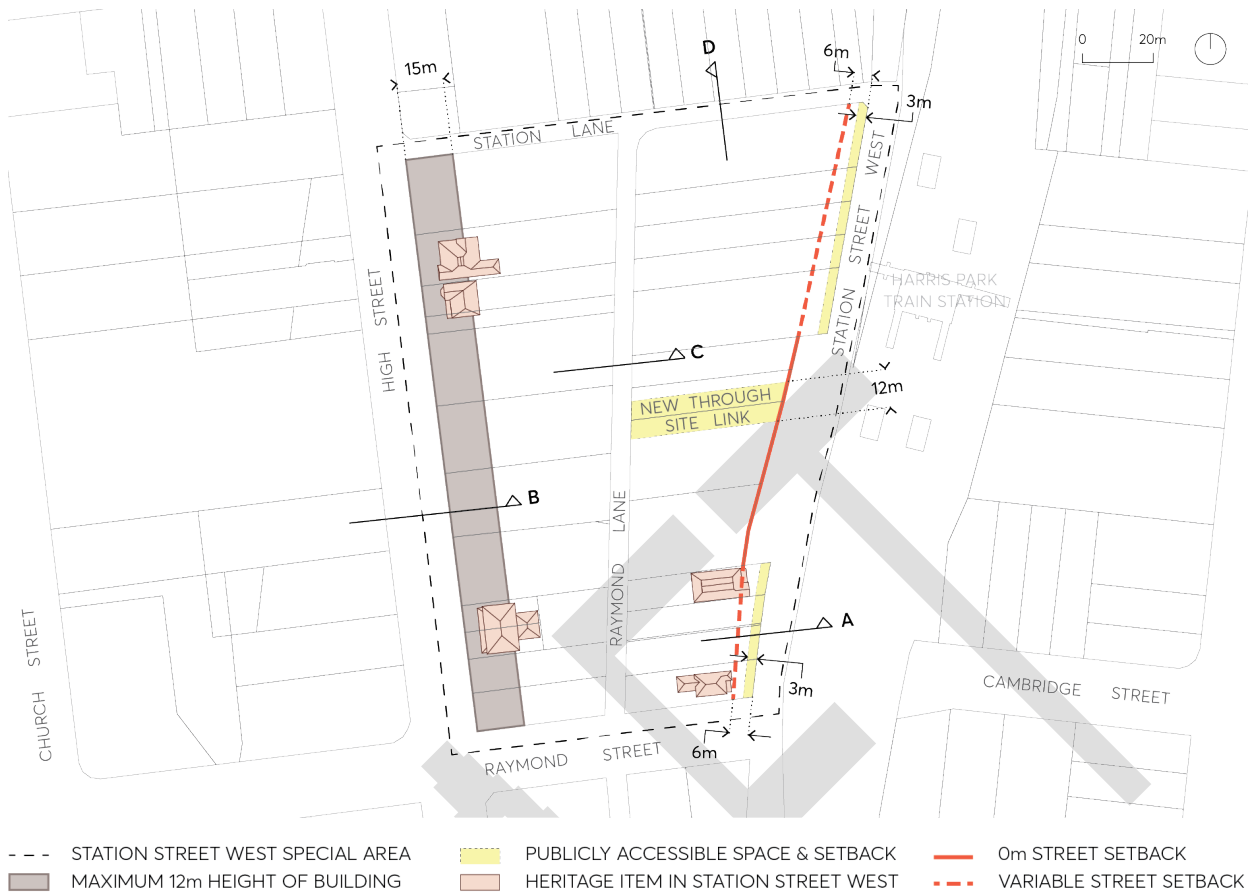 D
6m
0
20m
15m
3m
STATION LANE
STATION STREET WEST
HARRIS PARK
TRAIN STATION
HIGH STREET
C
12m
NEW THROUGH
SITE LINK
B
RAYMOND LANE
A
3m
CHURCH STREET
CAMBRIDGE STREET
6m
RAYMOND STREET
STATION STREET WEST SPECIAL AREA
PUBLICLY ACCESSIBLE SPACE & SETBACK
0m STREET SETBACK
MAXIMUM 12m HEIGHT OF BUILDING
HERITAGE ITEM IN STATION STREET WEST
VARIABLE STREET SETBACK